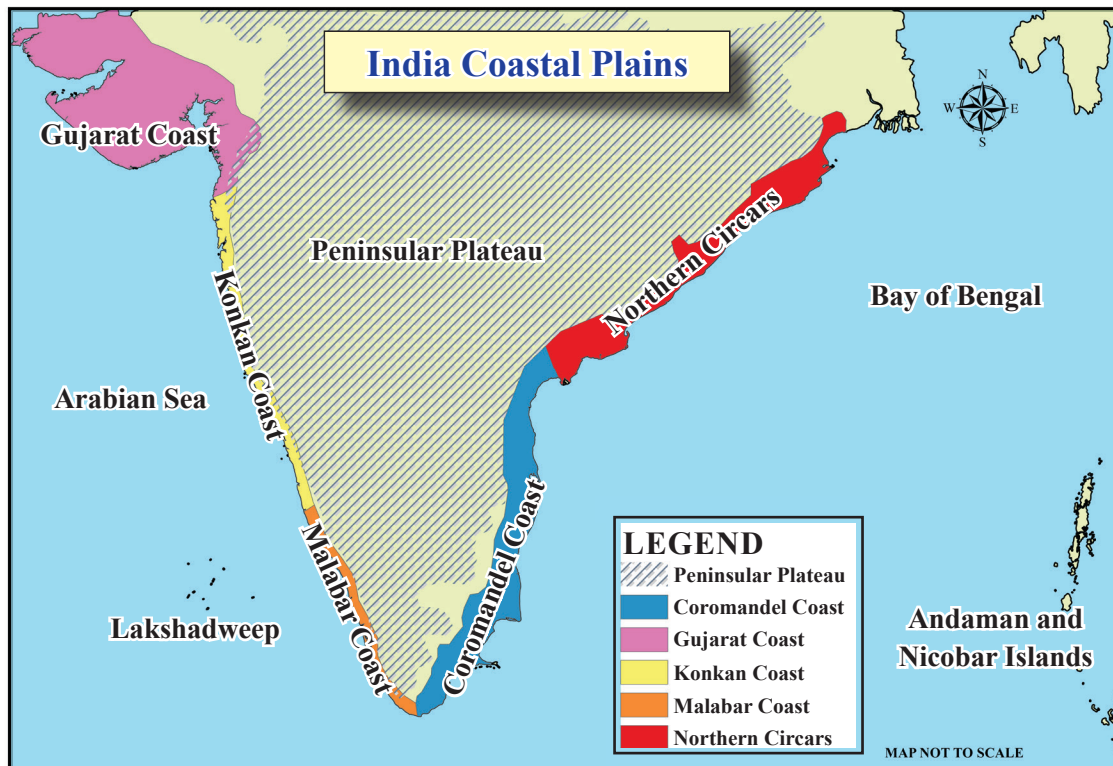 India Coastal Plains
N
W E
S
Gujarat Coast
Peninsular Plateau
Northern Circars
Bay of Bengal
Konkan Coast
Arabian Sea
Malabar Coast
Coromandel Coast
Lakshadweep
Andaman and
Nicobar Islands
LEGEND
Peninsular Plateau
Coromandel Coast
Gujarat Coast
Konkan Coast
Malabar Coast
Northern Circars
MAP NOT TO SCALE